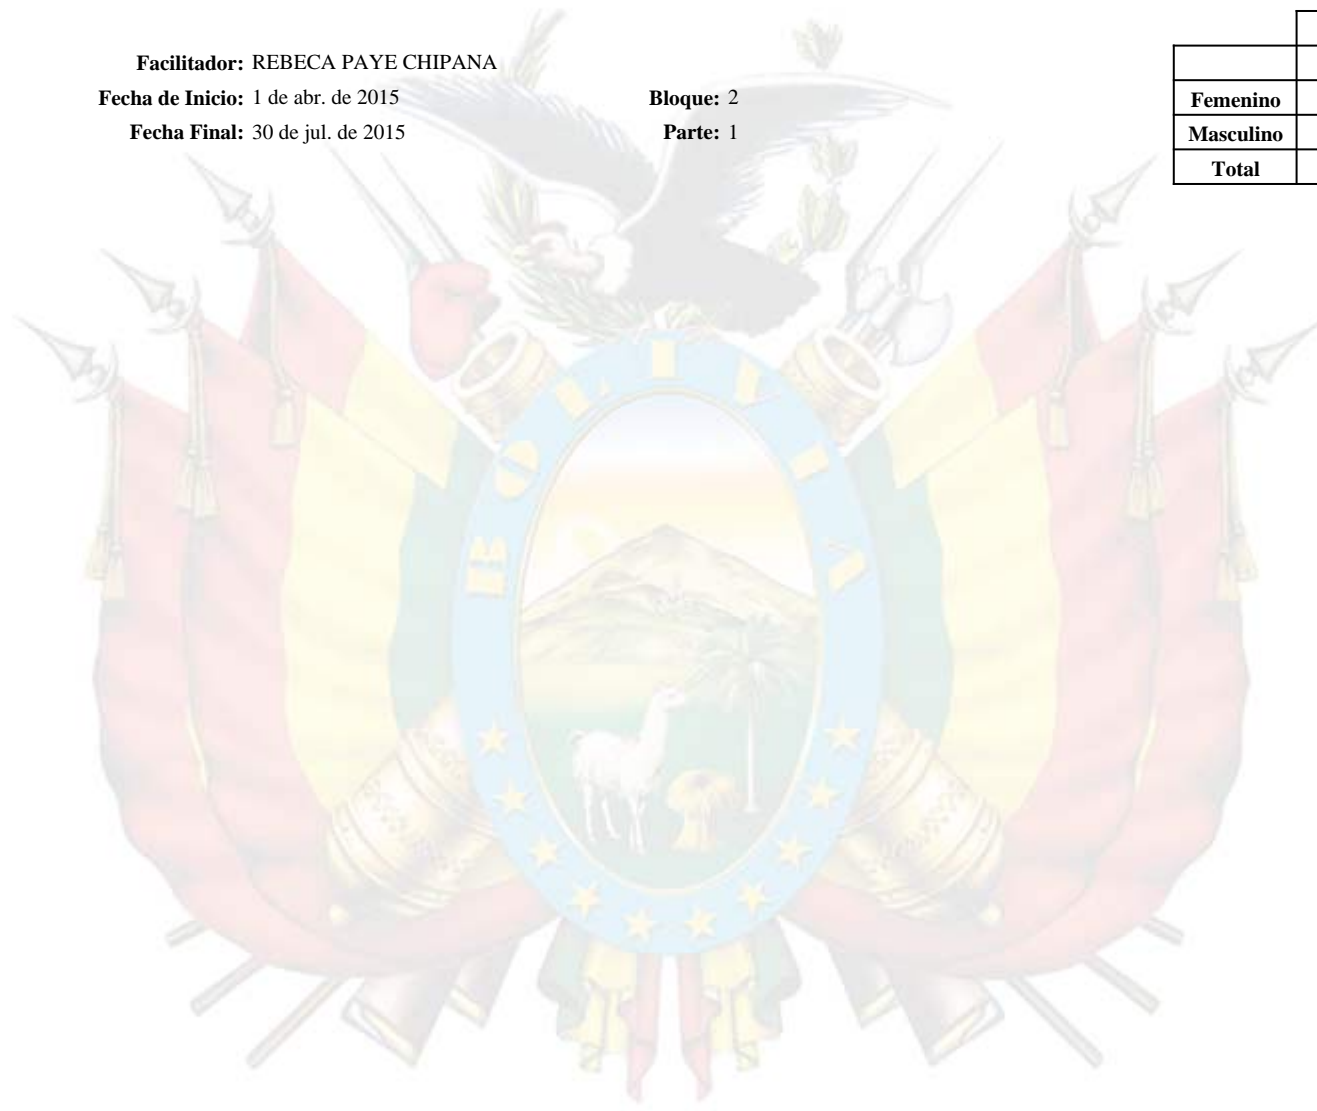 Facilitador: REBECA PAYE CHIPANA
Fecha de Inicio: 1 de abr. de 2015 Bloque: 2
Fecha Final: 30 de jul. de 2015 Parte: 1
Femenino
Masculino
Total
BOLIVIA